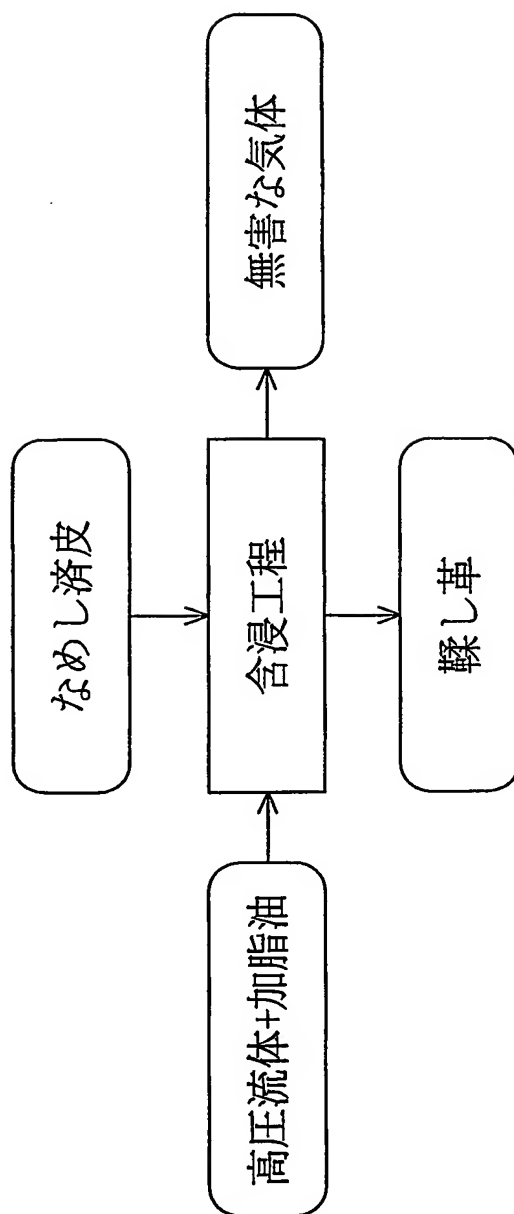 なめし済皮
高圧流体+加脂油
含浸工程
無害な気体
鞣し革